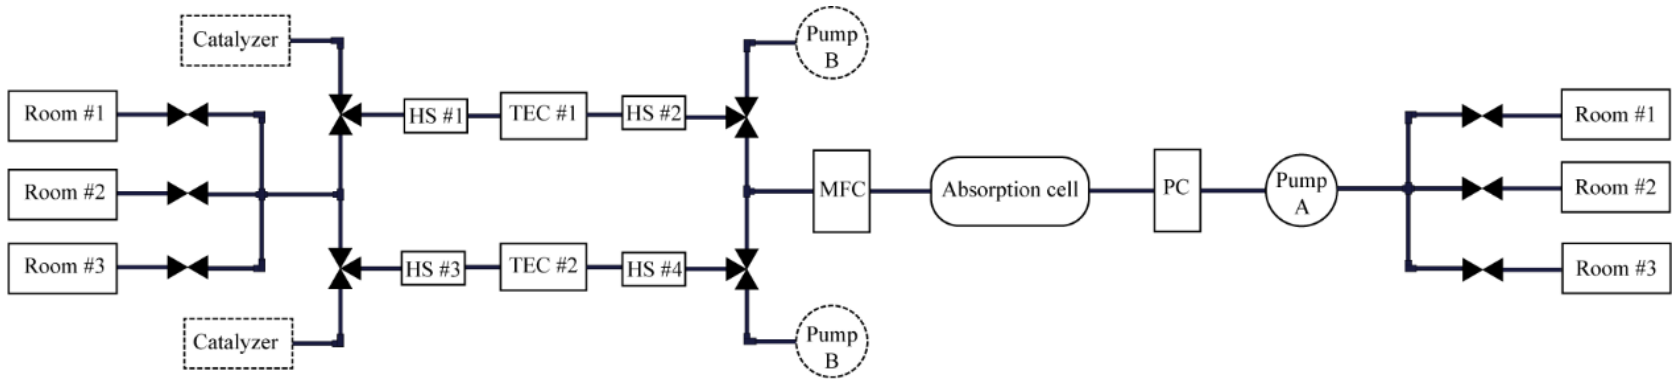 Catalyzer
Pump
B
Room #1
HS #1
TEC #1
HS #2
Room #1
Room #2
MFC
Absorption cell
PC
Pump
A
Room #2
Room #3
HS #3
TEC #2
HS #4
Room #3
Catalyzer
Pump
B